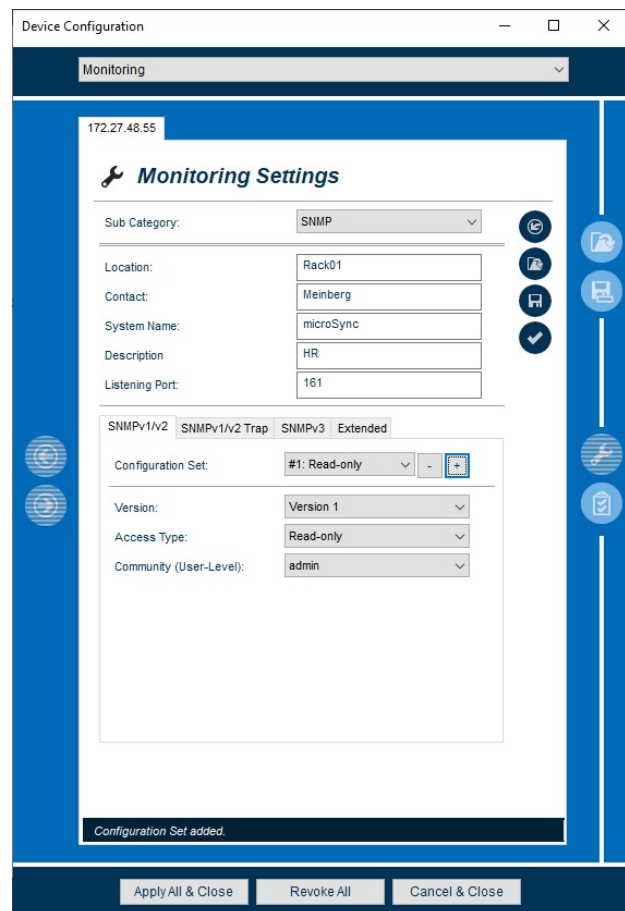 Device Configuration
Monitoring
172.27.48.55
Monitoring Settings
Sub Category: SNMP
Location: Rack01
Contact: Meinberg
System Name: microSync
Description HR
Listening Port: 161
SNMPv1/v2 SNMPv1/v2 Trap SNMPv3 Extended
Configuration Set: #1: Read-only - +
Version: Version 1
Access Type: Read-only
Community (User-Level): admin
Configuration Set added.
Apply All & Close Revoke All Cancel & Close